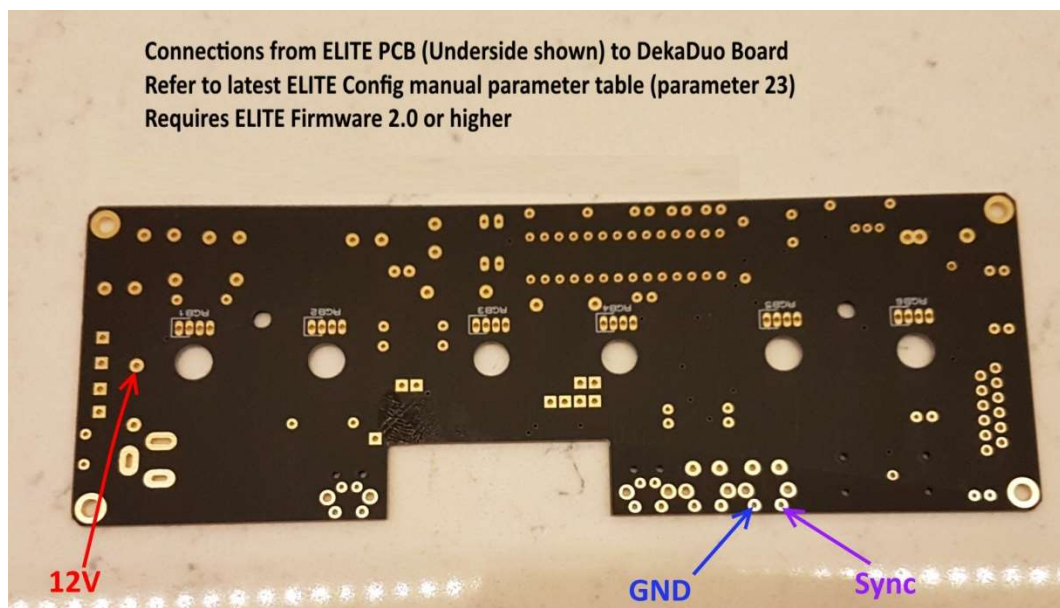 Connections from ELITE PCB (Underside shown) to DekaDuo Board
Refer to latest ELITE Config manual parameter table (parameter 23)
Requires ELITE Firmware 2.0 or higher
RGB1
RGB2
RGB3
RGB4
RGB5
RGB6
12V
GND
Sync